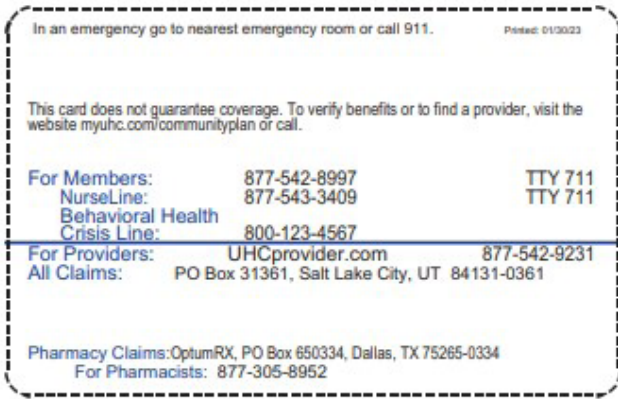 In an emergency go to nearest emergency room or call 911. Printed: 01/30/23
This card does not guarantee coverage. To verify benefits or to find a provider, visit the
website myuhc.com/communityplan or call.
For Members: 877-542-8997 TTY 711
NurseLine: 877-543-3409 TTY 711
Behavioral Health
Crisis Line: 800-123-4567
For Providers: UHCprovider.com 877-542-9231
All Claims: PO Box 31361, Salt Lake City, UT 84131-0361
Pharmacy Claims:OptumRX, PO Box 650334, Dallas, TX 75265-0334
For Pharmacists: 877-305-8952